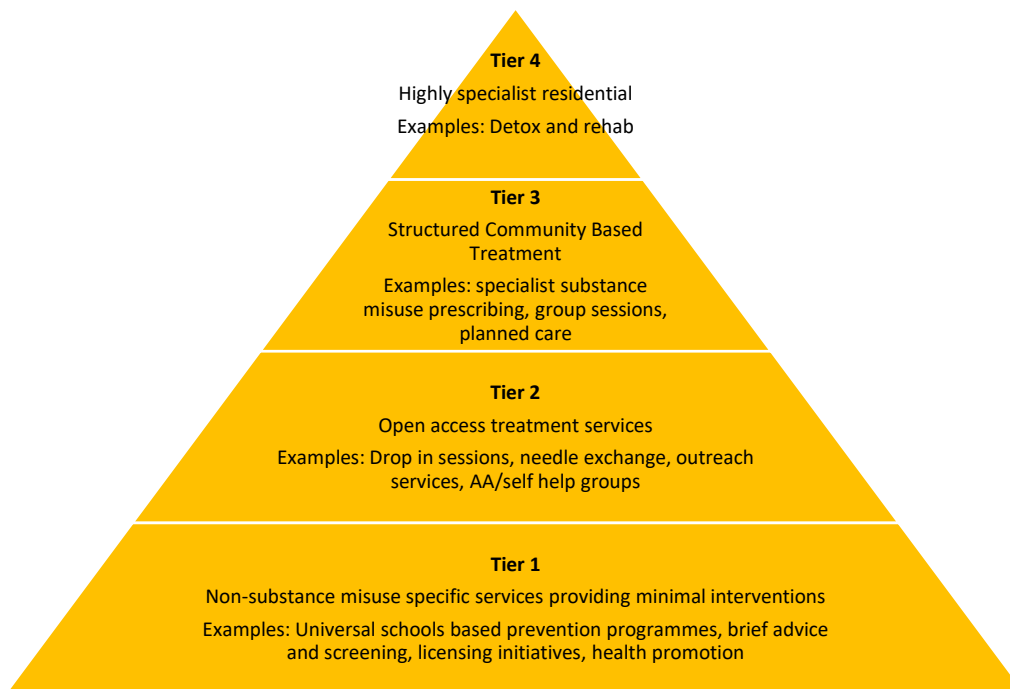 Tier 4
Highly specialist residential
Examples: Detox and rehab
Tier 3
Structured Community Based
Treatment
Examples: specialist substance
misuse prescribing, group sessions,
planned care
Tier 2
Open access treatment services
Examples: Drop in sessions, needle exchange, outreach
services, AA/self help groups
Tier 1
Non-substance misuse specific services providing minimal interventions
Examples: Universal schools based prevention programmes, brief advice
and screening, licensing initiatives, health promotion